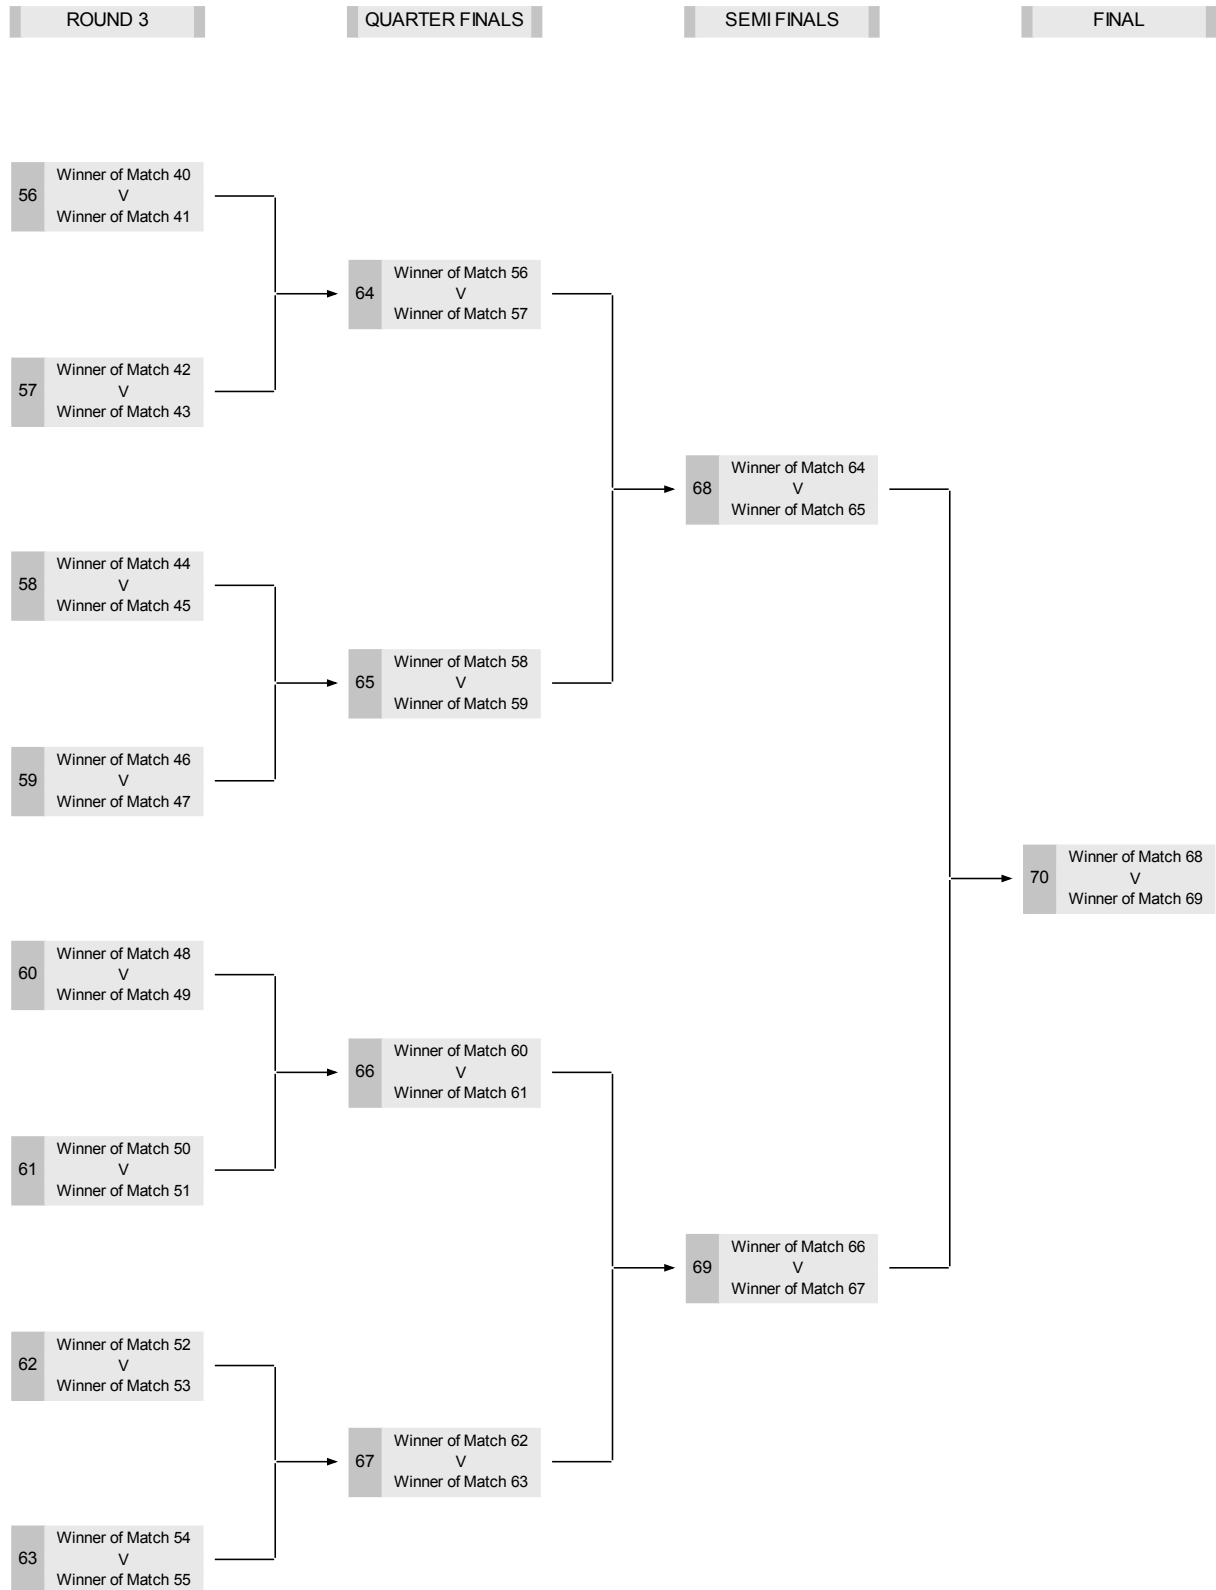 ROUND 3
QUARTER FINALS
SEMI FINALS
FINAL
56
Winner of Match 40
V
Winner of Match 41
57
Winner of Match 42
V
Winner of Match 43
58
Winner of Match 44
V
Winner of Match 45
59
Winner of Match 46
V
Winner of Match 47
60
Winner of Match 48
V
Winner of Match 49
61
Winner of Match 50
V
Winner of Match 51
62
Winner of Match 52
V
Winner of Match 53
63
Winner of Match 54
V
Winner of Match 55
64
Winner of Match 56
V
Winner of Match 57
65
Winner of Match 58
V
Winner of Match 59
66
Winner of Match 60
V
Winner of Match 61
67
Winner of Match 62
V
Winner of Match 63
68
Winner of Match 64
V
Winner of Match 65
69
Winner of Match 66
V
Winner of Match 67
70
Winner of Match 68
V
Winner of Match 69